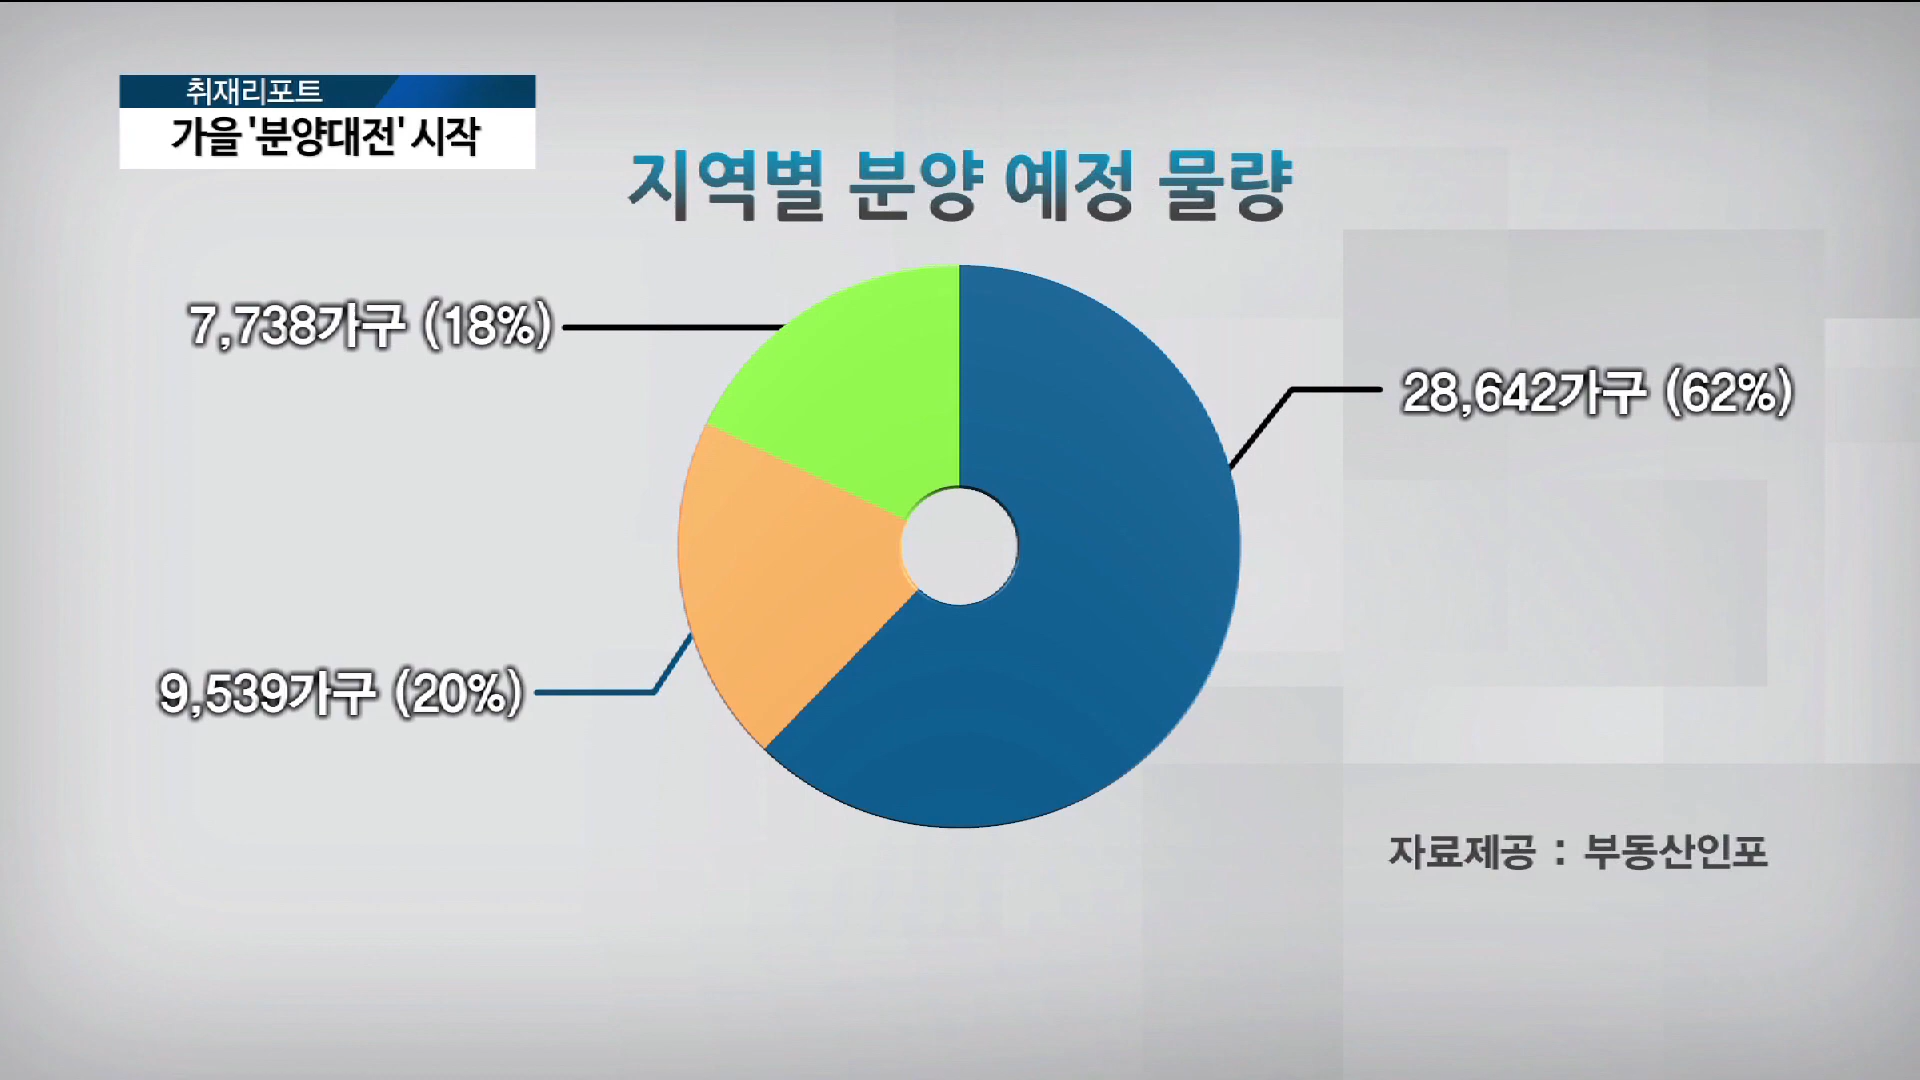 취재리포트
가을 '분양대전' 시작
지역별 분양 예정 물량
7,738가구 (18%)
28,642가구 (62%)
9,539가구 (20%)
자료제공 : 부동산인포